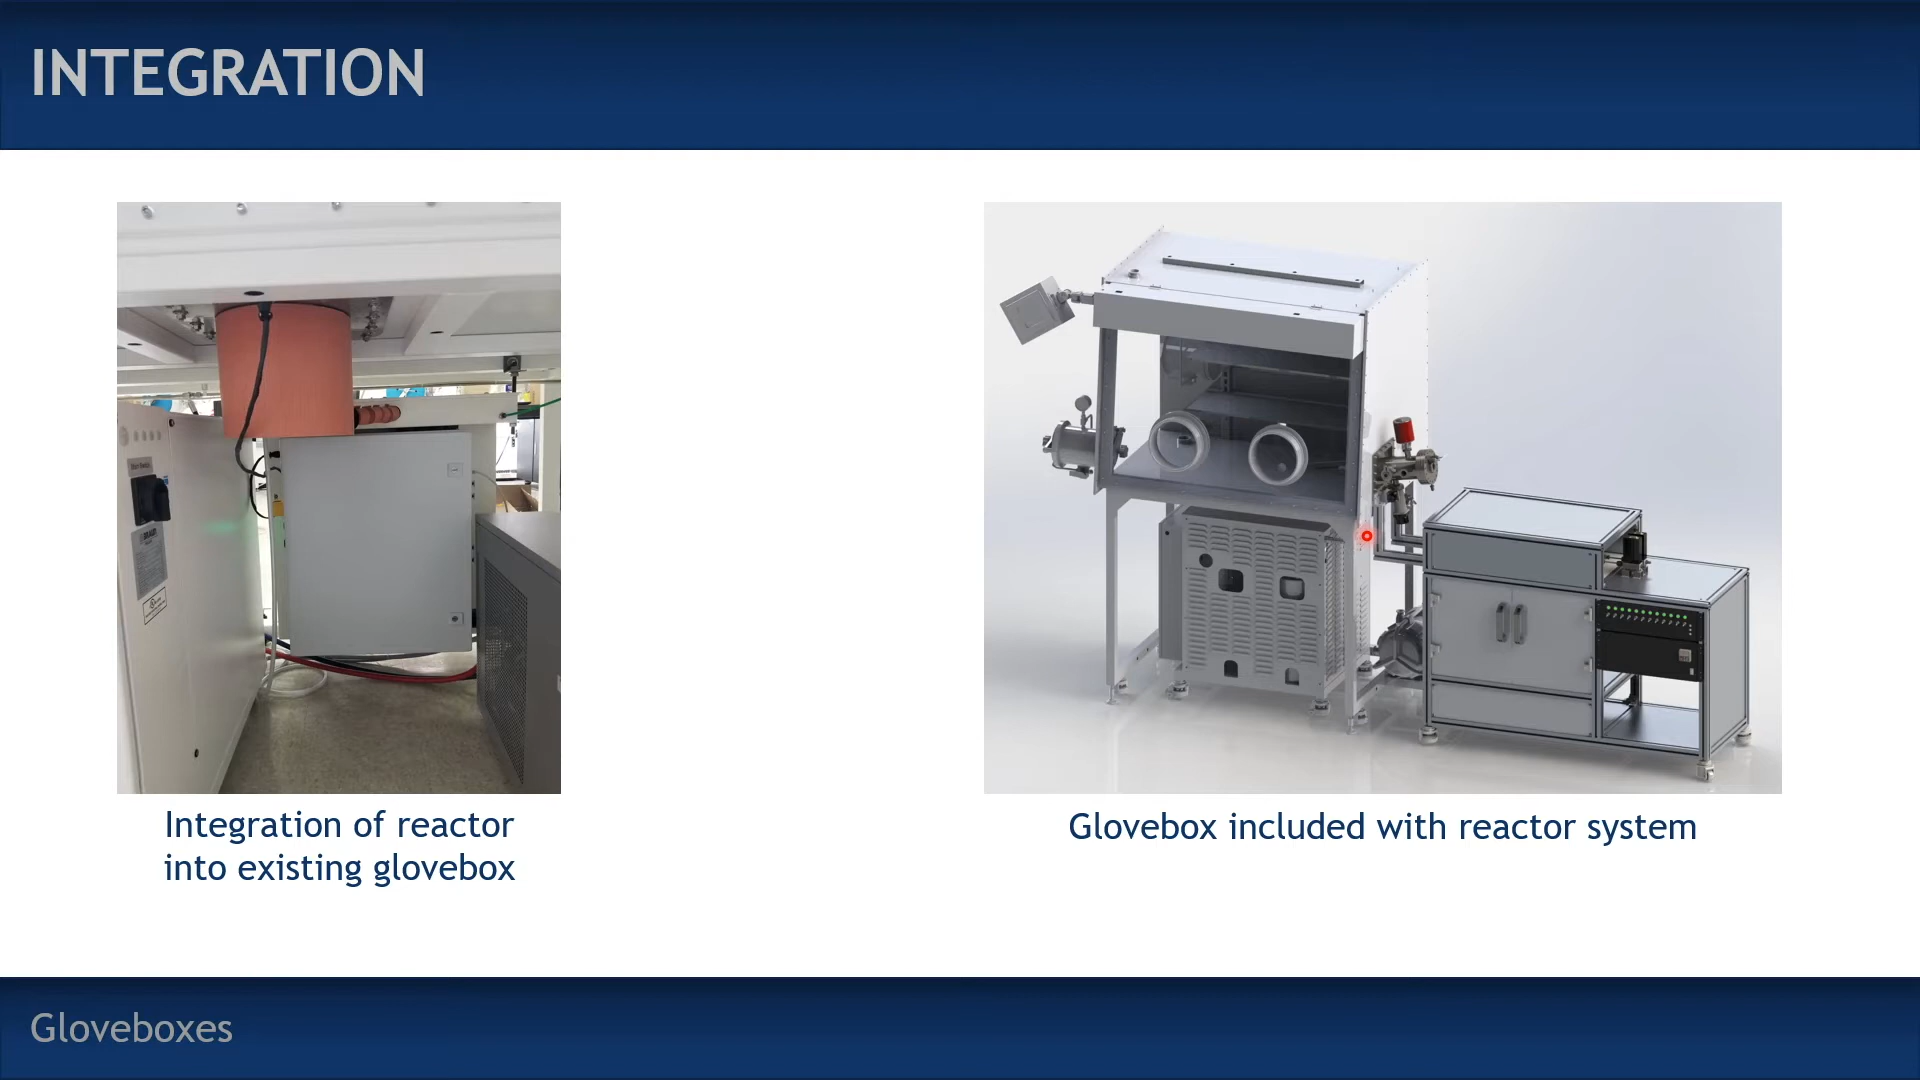 INTEGRATION
Integration of reactor
into existing glovebox
Glovebox included with reactor system
Gloveboxes